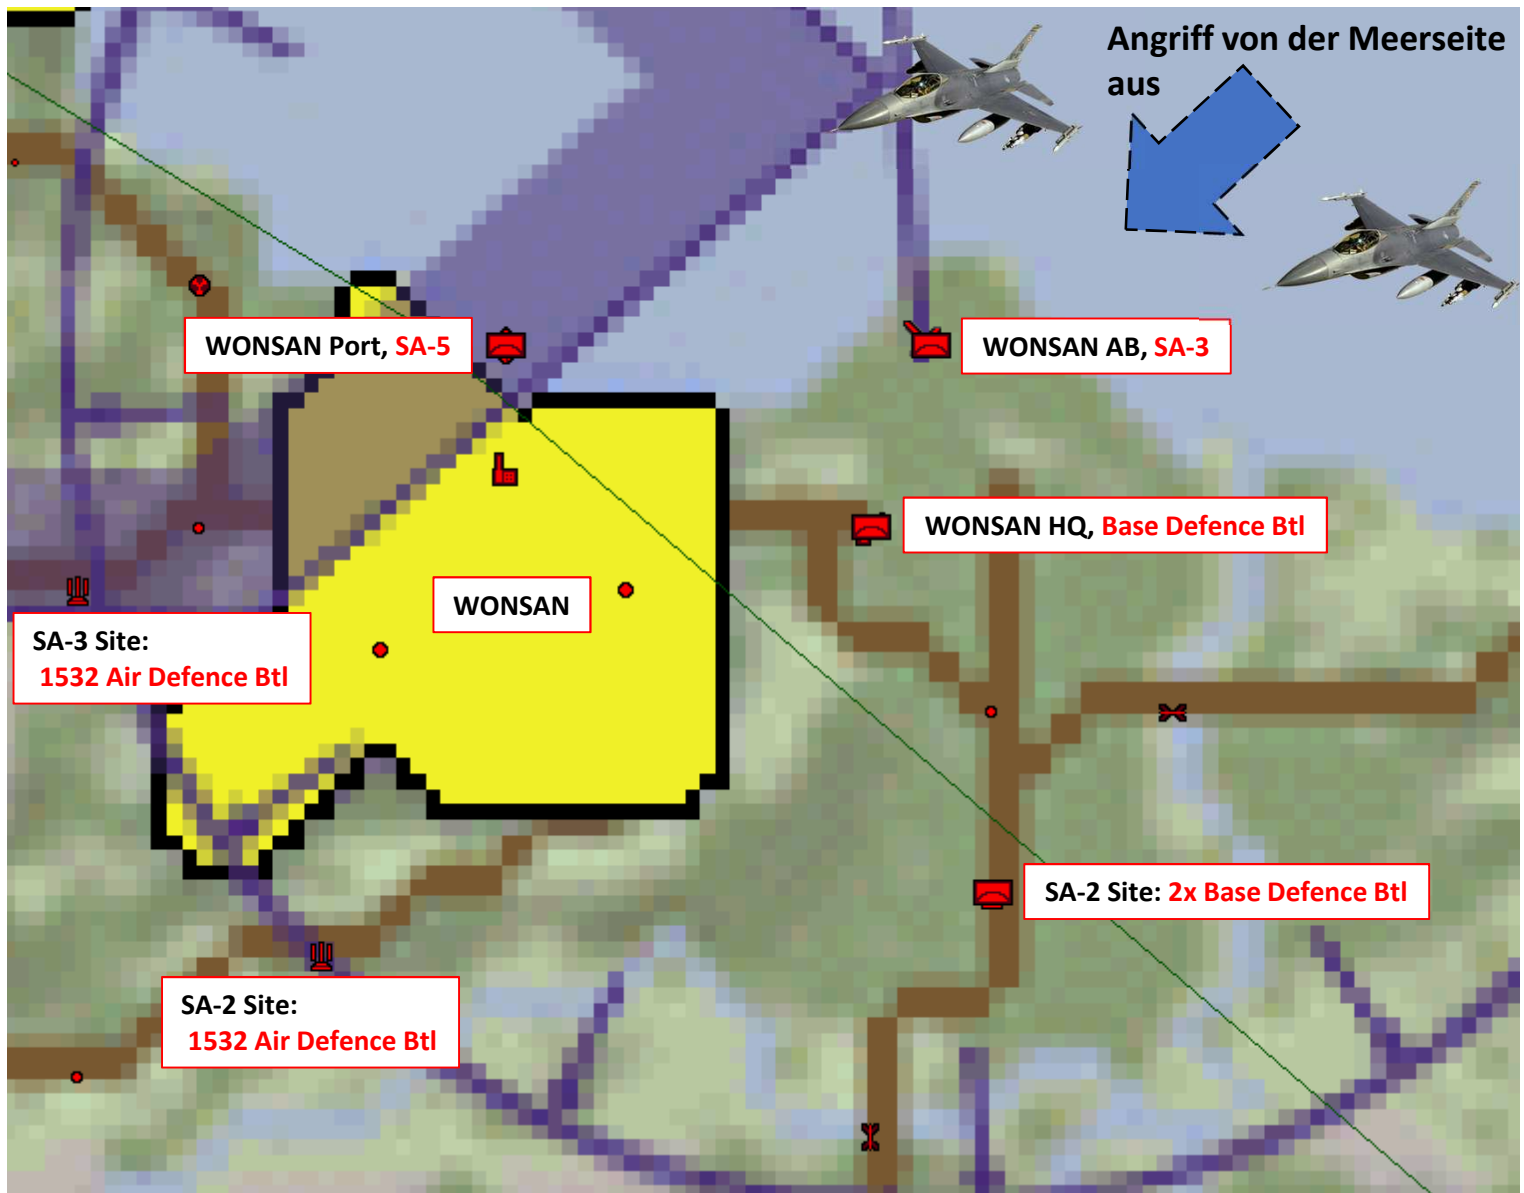 Angriff von der Meerseite
aus
WONSAN Port, SA-5
WONSAN AB, SA-3
WONSAN HQ, Base Defence Btl
WONSAN
SA-3 Site:
1532 Air Defence Btl
SA-2 Site: 2x Base Defence Btl
SA-2 Site:
1532 Air Defence Btl